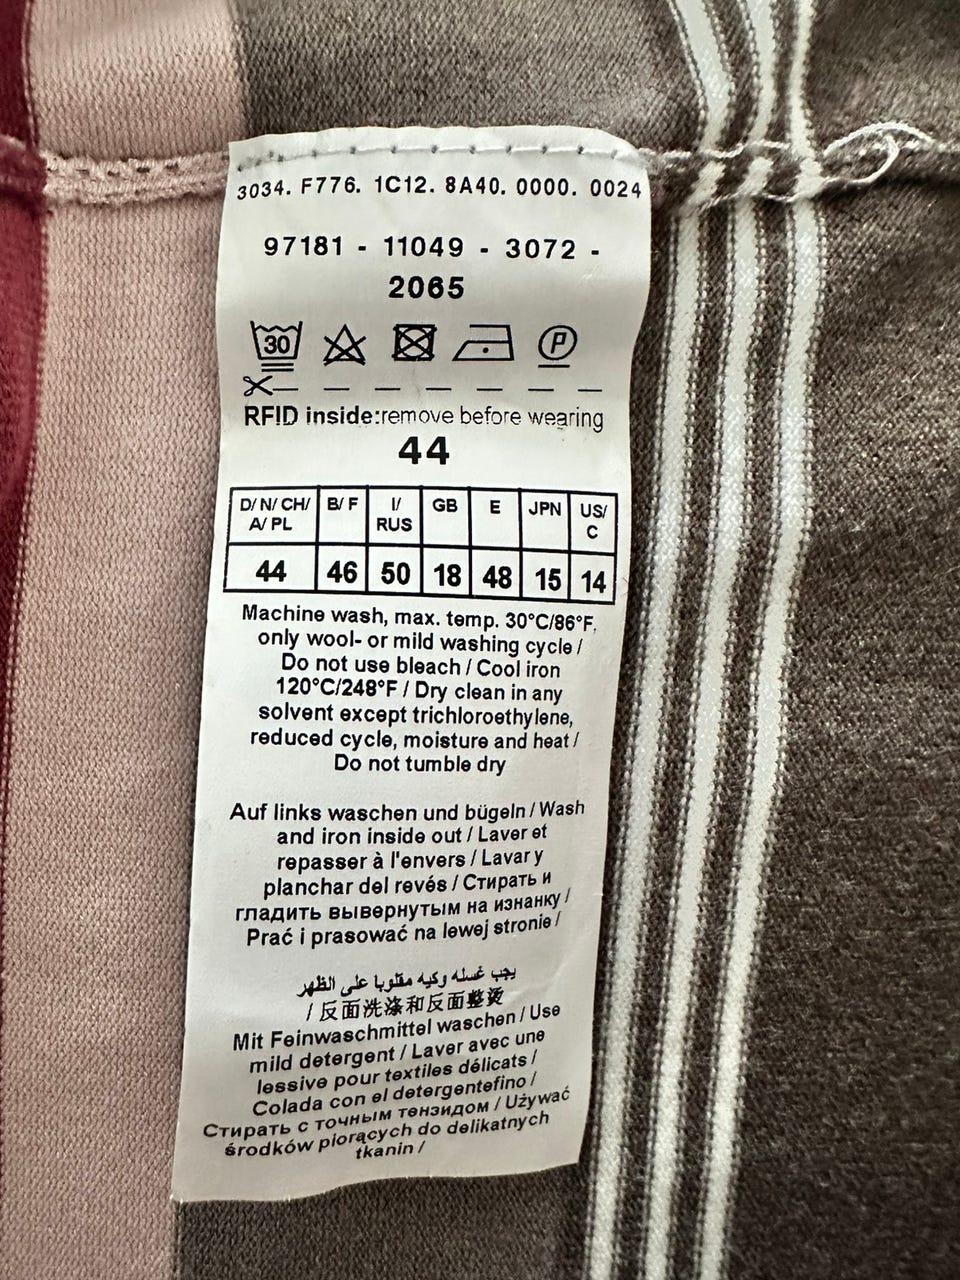 3034. F776. 1C12. 8A40. 0000. 0024
97181 - 11049 - 3072 -
2065
30 P
RFID inside:remove before wearing
44
D/ N/ CH/ A/ PL B/ F I/ RUS GB E JPN US/ C
44 46 50 18 48 15 14
Machine wash, max. temp. 30°C/86°F,
only wool- or mild washing cycle /
Do not use bleach / Cool iron
120°C/248°F / Dry clean in any
solvent except trichloroethylene,
reduced cycle, moisture and heat /
Do not tumble dry
Auf links waschen und bügeln / Wash
and iron inside out / Laver et
repasser à l'envers / Lavar y
planchar del revés / Стирать и
гладить вывернутым на изнанку /
Prać i prasować na lewej stronie /
يجب غسله وكيه مقلوبا على الظهر
/ 反面洗涤和反面整烫
Mit Feinwaschmittel waschen / Use
mild detergent / Laver avec une
lessive pour textiles délicats /
Colada con el detergentefino /
Стирать с точным тензидом / Używać
środków piorących do delikatnych
tkanin /